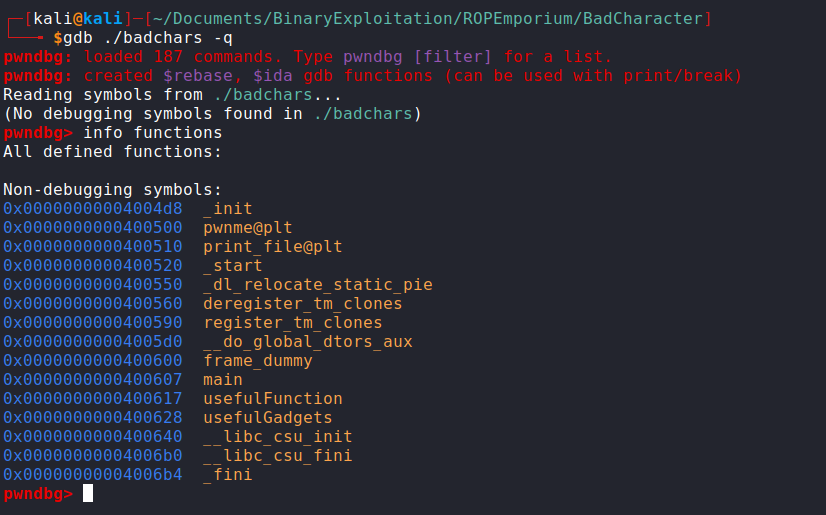 ┌─[kali@kali]─[~/Documents/BinaryExploitation/ROPEmporium/BadCharacter]
└──╼ $gdb ./badchars -q
pwndbg: loaded 187 commands. Type pwndbg [filter] for a list.
pwndbg: created $rebase, $ida gdb functions (can be used with print/break)
Reading symbols from ./badchars...
(No debugging symbols found in ./badchars)
pwndbg> info functions
All defined functions:
Non-debugging symbols:
0x00000000004004d8  _init
0x0000000000400500  pwnme@plt
0x0000000000400510  print_file@plt
0x0000000000400520  _start
0x0000000000400550  _dl_relocate_static_pie
0x0000000000400560  deregister_tm_clones
0x0000000000400590  register_tm_clones
0x00000000004005d0  __do_global_dtors_aux
0x0000000000400600  frame_dummy
0x0000000000400607  main
0x0000000000400617  usefulFunction
0x0000000000400628  usefulGadgets
0x0000000000400640  __libc_csu_init
0x00000000004006b0  __libc_csu_fini
0x00000000004006b4  _fini
pwndbg>